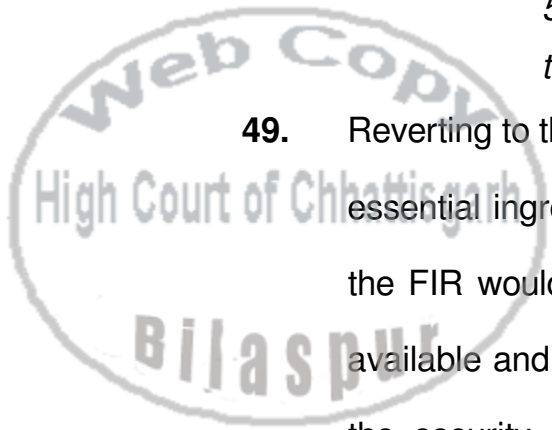 5
t
Web Copy
49. Reverting to th
High Court of Chhattisgarh
essential ingre
the FIR would
available and
Bilaspur
the security